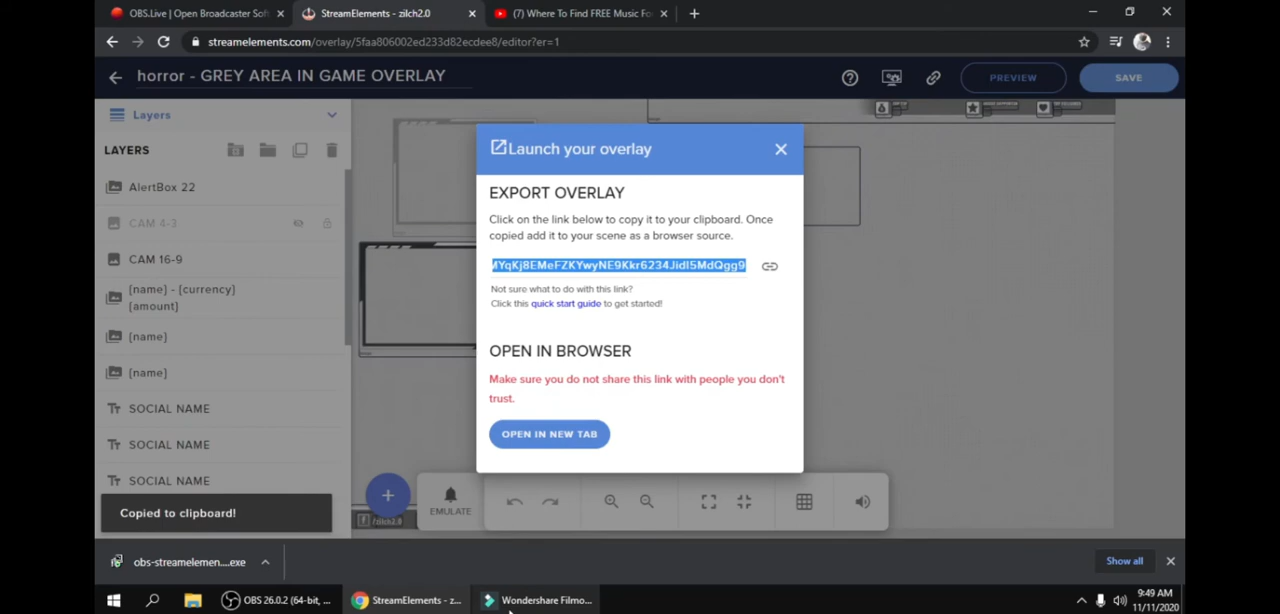 OBS.Live | Open Broadcaster Sof
StreamElements - zilch2.0
(7) Where To Find FREE Music Fo
streamelements.com/overlay/5faa806002ed233d82ecdee8/editor?er=1
horror - GREY AREA IN GAME OVERLAY
PREVIEW
SAVE
Layers
LAYERS
AlertBox 22
CAM 4-3
CAM 16-9
{name} - {currency}
{amount}
{name}
{name}
SOCIAL NAME
SOCIAL NAME
SOCIAL NAME
Launch your overlay
EXPORT OVERLAY
Click on the link below to copy it to your clipboard. Once
copied add it to your scene as a browser source.
MYqKj8EMeFZKYwyNE9Kkr6234JidI5MdQgg9
Not sure what to do with this link?
Click this quick start guide to get started!
OPEN IN BROWSER
Make sure you do not share this link with people you don't
trust.
OPEN IN NEW TAB
EMULATE
Copied to clipboard!
/zilch2.0
obs-streamelemen....exe
Show all
OBS 26.0.2 (64-bit, ...
StreamElements - z...
Wondershare Filmo...
9:49 AM
11/11/2020